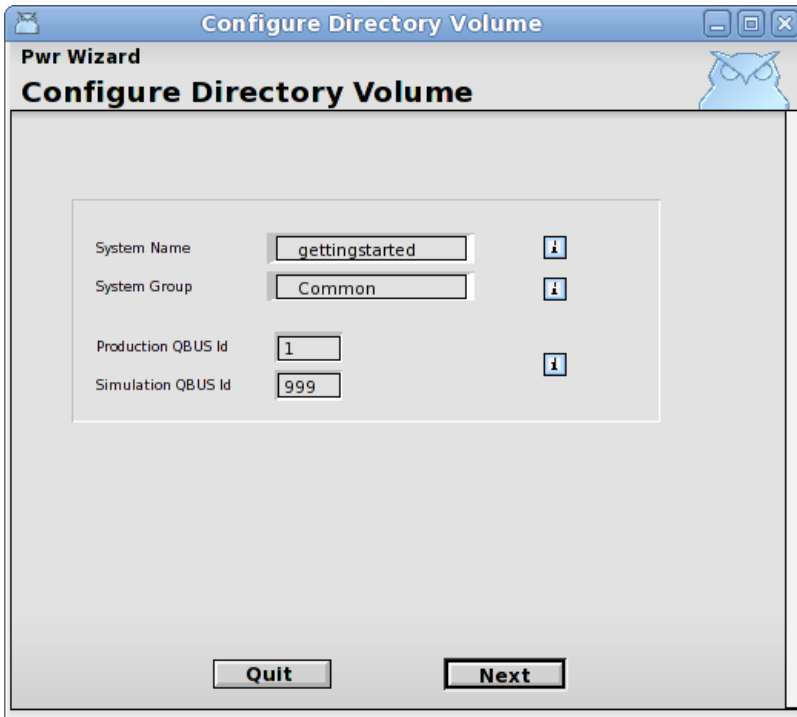 Configure Directory Volume
Pwr Wizard
Configure Directory Volume
System Name gettingstarted i
System Group Common i
Production QBUS Id 1
i
Simulation QBUS Id 999
Quit Next